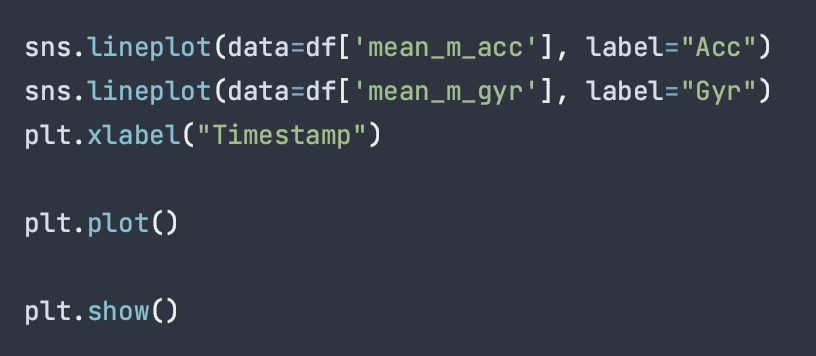 sns.lineplot(data=df['mean_m_acc'], label="Acc")
sns.lineplot(data=df['mean_m_gyr'], label="Gyr")
plt.xlabel("Timestamp")
plt.plot()
plt.show()